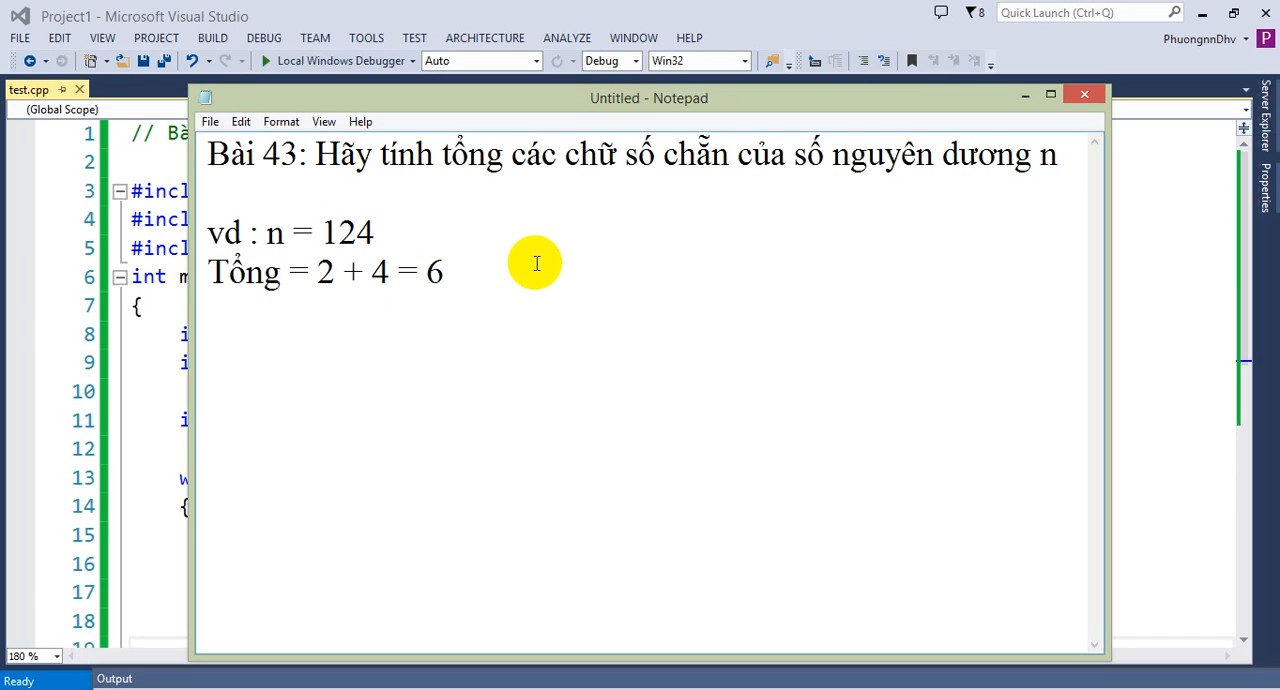 Project1 - Microsoft Visual Studio
8
Quick Launch (Ctrl+Q)
FILE EDIT VIEW PROJECT BUILD DEBUG TEAM TOOLS TEST ARCHITECTURE ANALYZE WINDOW HELP
PhuongnnDhv
P
Local Windows Debugger Auto Debug Win32
test.cpp
(Global Scope)
Untitled - Notepad
File Edit Format View Help
Bài 43: Hãy tính tổng các chữ số chẵn của số nguyên dương n
vd : n = 124
Tổng = 2 + 4 = 6
1 // Bà
2
3 #incl
4 #incl
5 #incl
6 int m
7 {
8 i
9 i
10
11 i
12
13 w
14 {
15
16
17
18
19
Server Explorer
Properties
180 %
Ready
Output